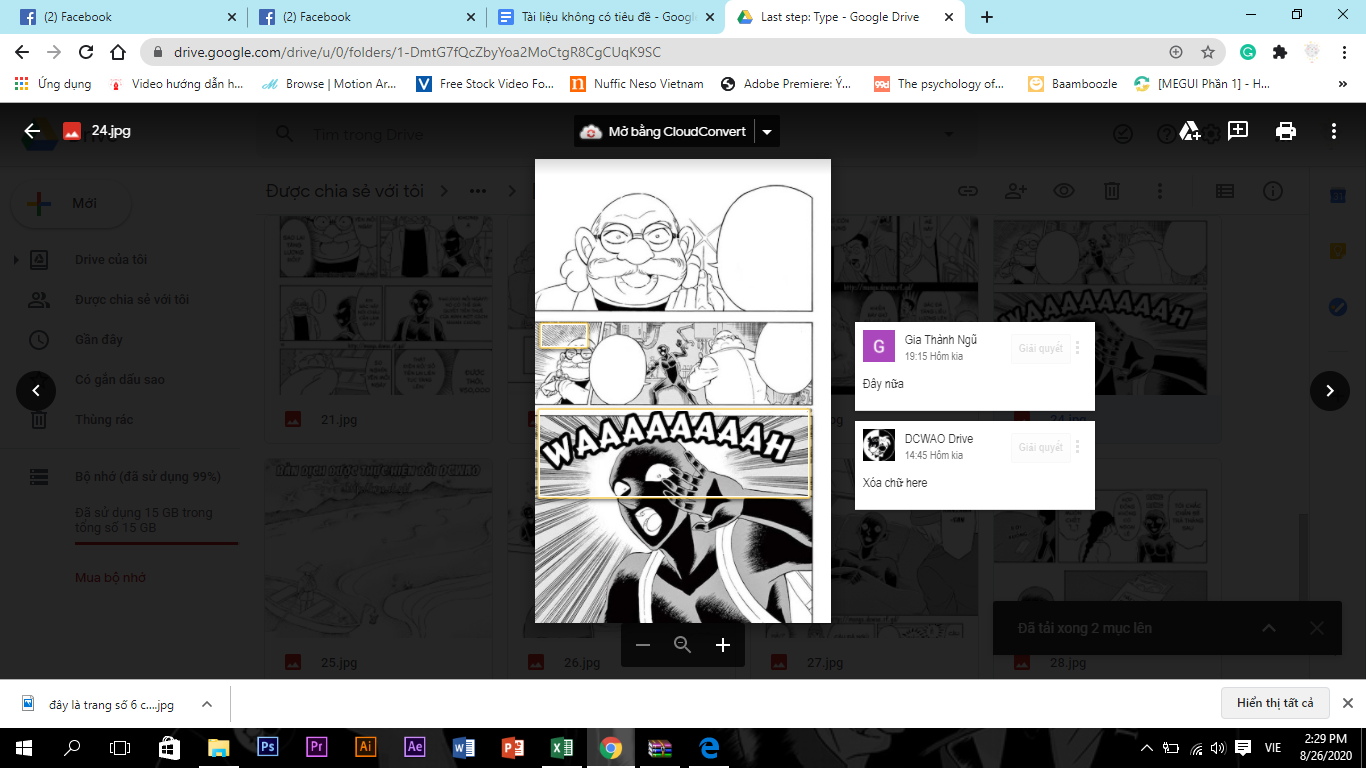 (2) Facebook
(2) Facebook
Tài liệu không có tiêu đề - Google
Last step: Type - Google Drive
drive.google.com/drive/u/0/folders/1-DmtG7fQcZbyYoa2MoCtgR8CgCUqK9SC
Ứng dụng
Video hướng dẫn h...
Browse | Motion Ar...
Free Stock Video Fo...
Nuffic Neso Vietnam
Adobe Premiere: Ý...
The psychology of...
Baamboozle
[MEGUI Phần 1] - H...
24.jpg
Mở bằng CloudConvert
Tìm trong Drive
Mới
Được chia sẻ với tôi
Drive của tôi
Được chia sẻ với tôi
Gần đây
Có gắn dấu sao
Thùng rác
Bộ nhớ (đã sử dụng 99%)
Đã sử dụng 15 GB trong
tổng số 15 GB
Mua bộ nhớ
21.jpg
24.jpg
WAAAAAAAAH
G
Gia Thành Ngũ
19:15 Hôm kia
Giải quyết
Đây nữa
DCWAO Drive
14:45 Hôm kia
Giải quyết
Xóa chữ here
25.jpg
26.jpg
27.jpg
28.jpg
Đã tải xong 2 mục lên
đây là trang số 6 c....jpg
Hiển thị tất cả
VIE
2:29 PM
8/26/2020